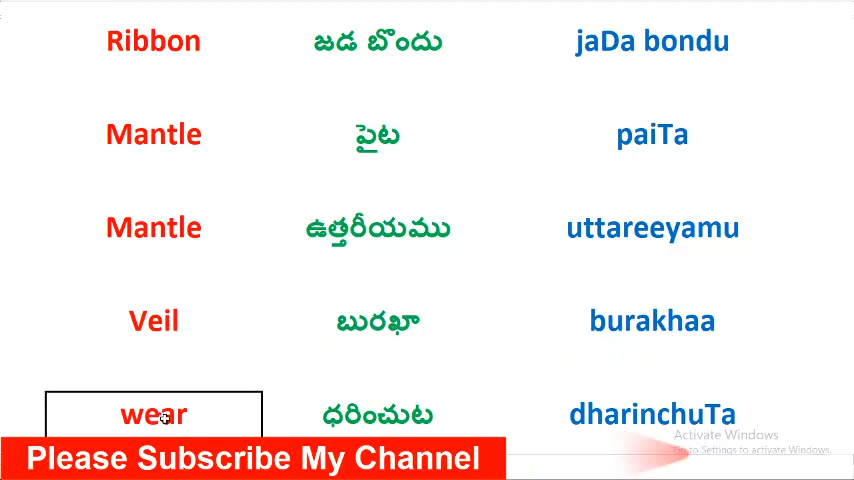 Ribbon జడ బొందు jaDa bondu
Mantle పైట paiTa
Mantle ఉత్తరీయము uttareeyamu
Veil బురఖా burakhaa
wear ధరించుట dharinchuTa
Activate Windows
Go to Settings to activate Windows.
Please Subscribe My Channel